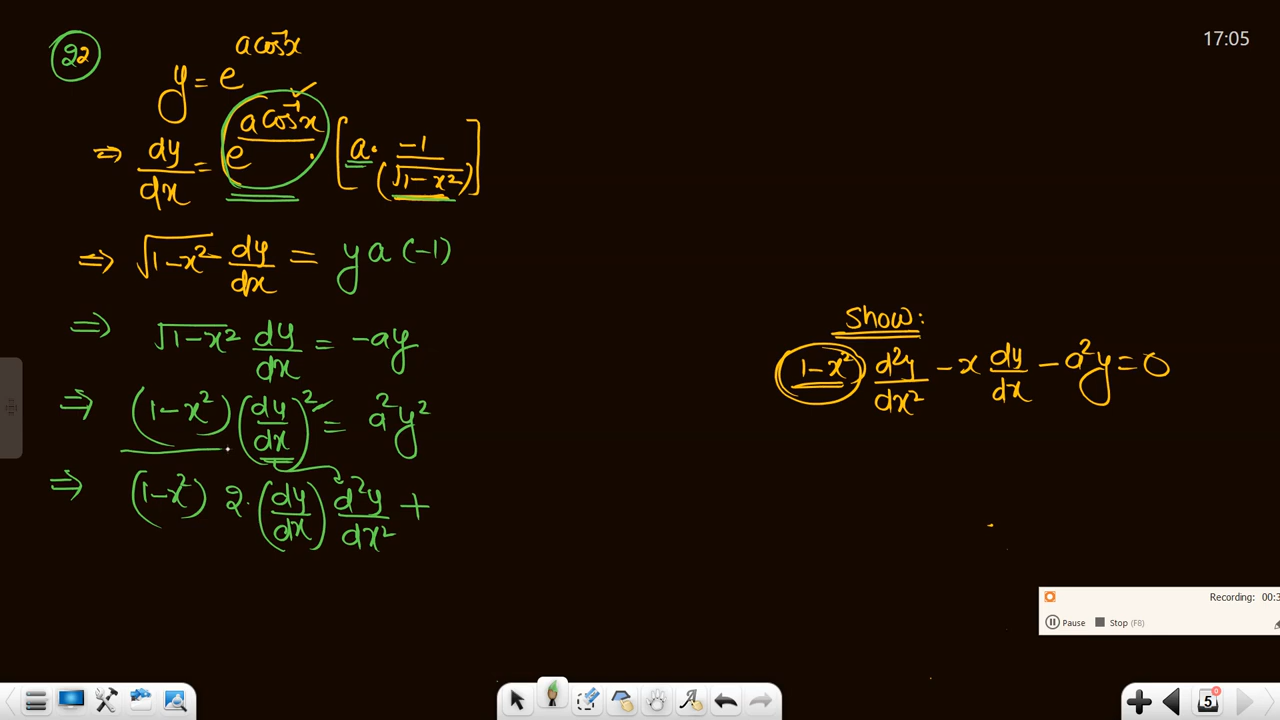 17:05
22
y = e^{a cos⁻¹x}
⇒ dy/dx = e^{a cos⁻¹x} · [a · -1/(√(1-x²))]
⇒ √(1-x²) dy/dx = y a (-1)
⇒ √(1-x²) dy/dx = -ay
⇒ (1-x²) (dy/dx)² = a²y²
⇒ (1-x²) 2·(dy/dx) d²y/dx² +
Show:
(1-x²) d²y/dx² - x dy/dx - a²y = 0
Recording: 00:3
Pause Stop (F8)
5
0